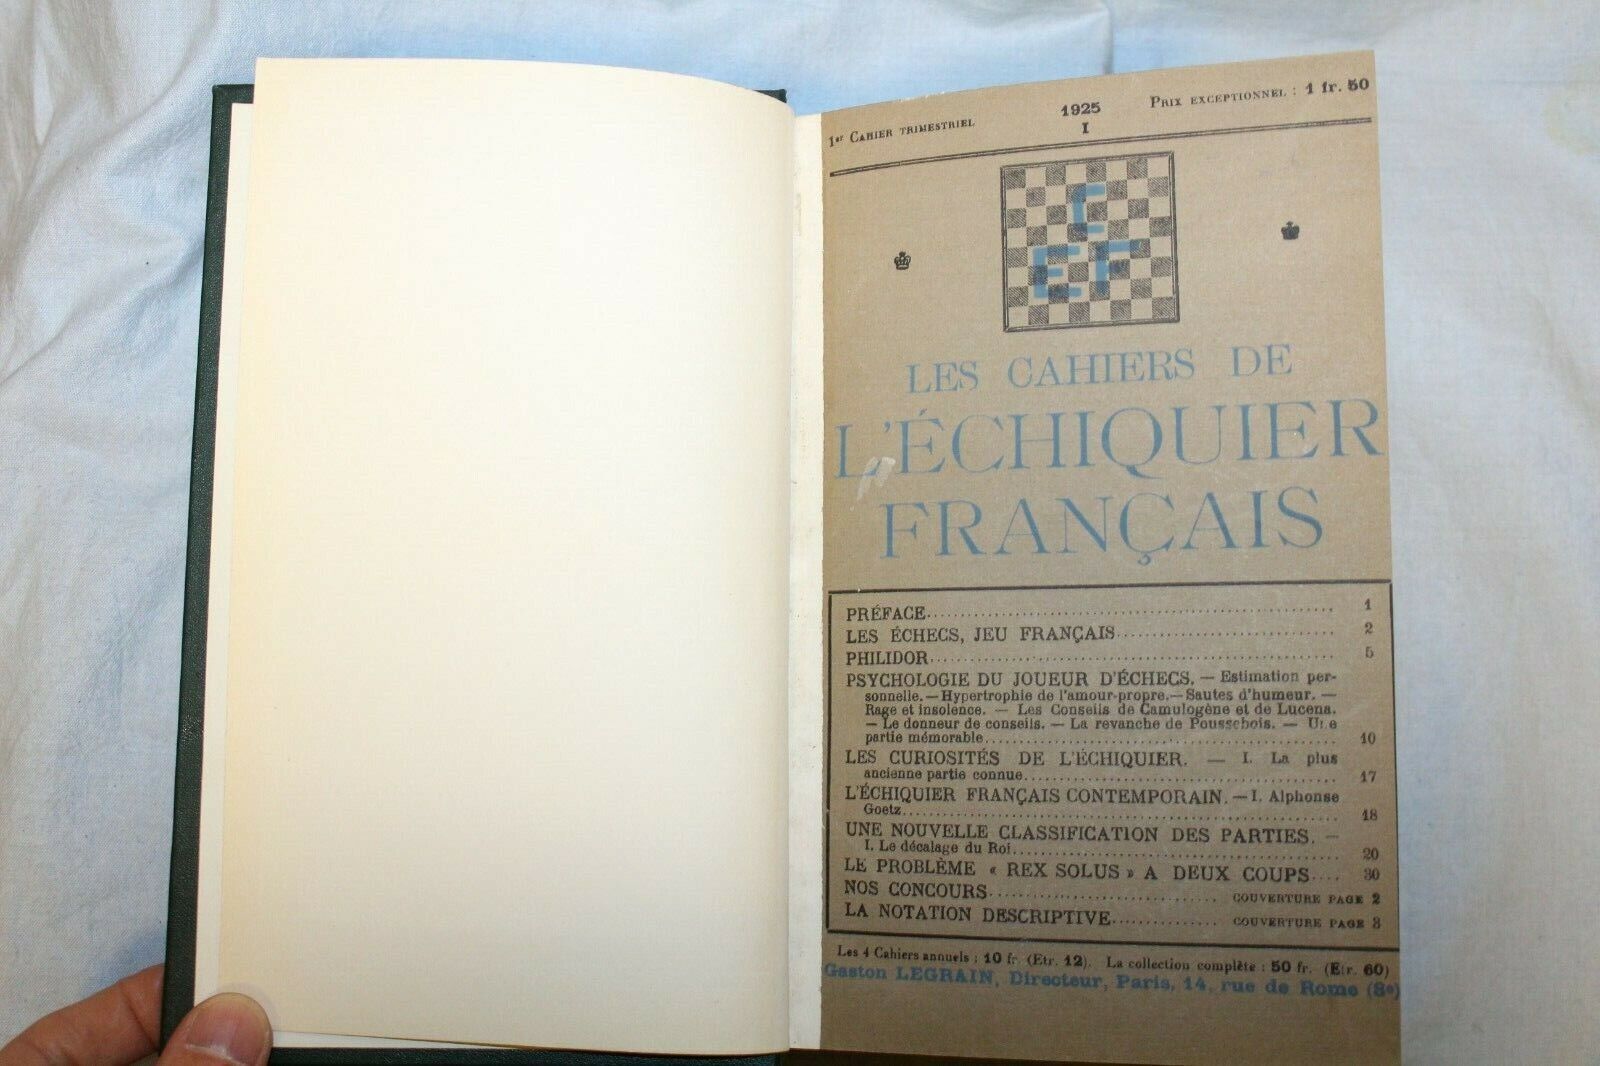 1er CAHIER TRIMESTRIEL
1925
I
PRIX EXCEPTIONNEL : 1 fr. 50
C
EF
LES CAHIERS DE
L'ÉCHIQUIER
FRANÇAIS
PRÉFACE........ 1
LES ÉCHECS, JEU FRANÇAIS........ 2
PHILIDOR........ 5
PSYCHOLOGIE DU JOUEUR D'ÉCHECS. — Estimation per-
sonnelle. — Hypertrophie de l'amour-propre. — Sautes d'humeur. —
Rage et insolence. — Les Conseils de Camulogène et de Lucena.
— Le donneur de conseils. — La revanche de Poussebois. — Une
partie mémorable........ 10
LES CURIOSITÉS DE L'ÉCHIQUIER. — I. La plus
ancienne partie connue........ 17
L'ÉCHIQUIER FRANÇAIS CONTEMPORAIN. — I. Alphonse
Goetz........ 18
UNE NOUVELLE CLASSIFICATION DES PARTIES. —
I. Le décalage du Roi........ 20
LE PROBLÈME « REX SOLUS » A DEUX COUPS.... 30
NOS CONCOURS........ COUVERTURE PAGE 2
LA NOTATION DESCRIPTIVE........ COUVERTURE PAGE 3
Les 4 Cahiers annuels : 10 fr. (Etr. 12). La collection complète : 50 fr. (Etr. 60)
Gaston LEGRAIN, Directeur, Paris, 14, rue de Rome (8e)